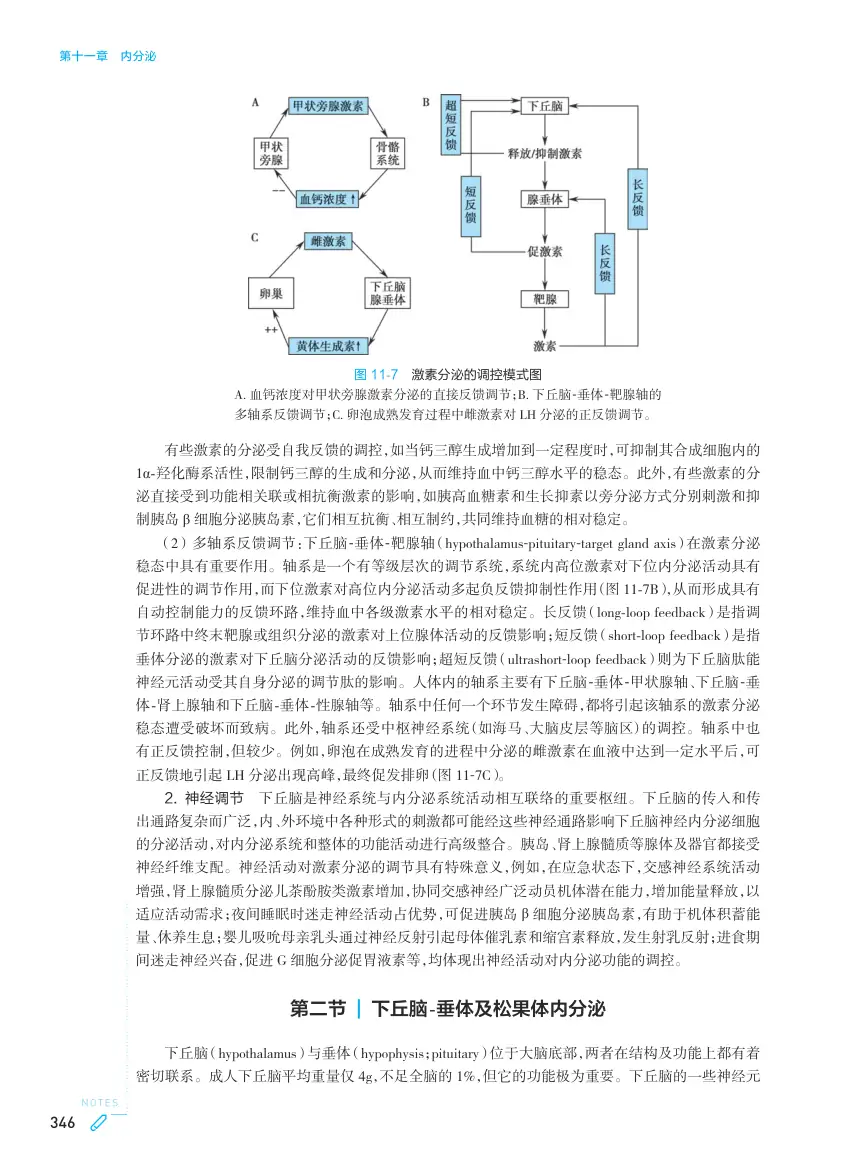 第十一章 内分泌
A
甲状旁腺激素
甲状
旁腺
骨骼
系统
--
血钙浓度↑
C
雌激素
卵巢
下丘脑
腺垂体
++
黄体生成素↑
B
超短反馈
下丘脑
释放/抑制激素
短反馈
腺垂体
长反馈
促激素
长反馈
靶腺
激素
图 11-7 激素分泌的调控模式图
A. 血钙浓度对甲状旁腺激素分泌的直接反馈调节;B. 下丘脑-垂体-靶腺轴的
多轴系反馈调节;C. 卵泡成熟发育过程中雌激素对 LH 分泌的正反馈调节。
有些激素的分泌受自我反馈的调控,如当钙三醇生成增加到一定程度时,可抑制其合成细胞内的
1α-羟化酶系活性,限制钙三醇的生成和分泌,从而维持血中钙三醇水平的稳态。此外,有些激素的分
泌直接受到功能相关联或相抗衡激素的影响,如胰高血糖素和生长抑素以旁分泌方式分别刺激和抑
制胰岛 β 细胞分泌胰岛素,它们相互抗衡、相互制约,共同维持血糖的相对稳定。
(2)多轴系反馈调节:下丘脑-垂体-靶腺轴(hypothalamus-pituitary-target gland axis)在激素分泌
稳态中具有重要作用。轴系是一个有等级层次的调节系统,系统内高位激素对下位内分泌活动具有
促进性的调节作用,而下位激素对高位内分泌活动多起负反馈抑制性作用(图 11-7B),从而形成具有
自动控制能力的反馈环路,维持血中各级激素水平的相对稳定。长反馈(long-loop feedback)是指调
节环路中终末靶腺或组织分泌的激素对上位腺体活动的反馈影响;短反馈(short-loop feedback)是指
垂体分泌的激素对下丘脑分泌活动的反馈影响;超短反馈(ultrashort-loop feedback)则为下丘脑肽能
神经元活动受其自身分泌的调节肽的影响。人体内的轴系主要有下丘脑-垂体-甲状腺轴、下丘脑-垂
体-肾上腺轴和下丘脑-垂体-性腺轴等。轴系中任何一个环节发生障碍,都将引起该轴系的激素分泌
稳态遭受破坏而致病。此外,轴系还受中枢神经系统(如海马、大脑皮层等脑区)的调控。轴系中也
有正反馈控制,但较少。例如,卵泡在成熟发育的进程中分泌的雌激素在血液中达到一定水平后,可
正反馈地引起 LH 分泌出现高峰,最终促发排卵(图 11-7C)。
2. 神经调节 下丘脑是神经系统与内分泌系统活动相互联络的重要枢纽。下丘脑的传入和传
出通路复杂而广泛,内、外环境中各种形式的刺激都可能经这些神经通路影响下丘脑神经内分泌细胞
的分泌活动,对内分泌系统和整体的功能活动进行高级整合。胰岛、肾上腺髓质等腺体及器官都接受
神经纤维支配。神经活动对激素分泌的调节具有特殊意义,例如,在应急状态下,交感神经系统活动
增强,肾上腺髓质分泌儿茶酚胺类激素增加,协同交感神经广泛动员机体潜在能力,增加能量释放,以
适应活动需求;夜间睡眠时迷走神经活动占优势,可促进胰岛 β 细胞分泌胰岛素,有助于机体积蓄能
量、休养生息;婴儿吸吮母亲乳头通过神经反射引起母体催乳素和缩宫素释放,发生射乳反射;进食期
间迷走神经兴奋,促进 G 细胞分泌促胃液素等,均体现出神经活动对内分泌功能的调控。
第二节 | 下丘脑-垂体及松果体内分泌
下丘脑(hypothalamus)与垂体(hypophysis;pituitary)位于大脑底部,两者在结构及功能上都有着
密切联系。成人下丘脑平均重量仅 4g,不足全脑的 1%,但它的功能极为重要。下丘脑的一些神经元
NOTES
346